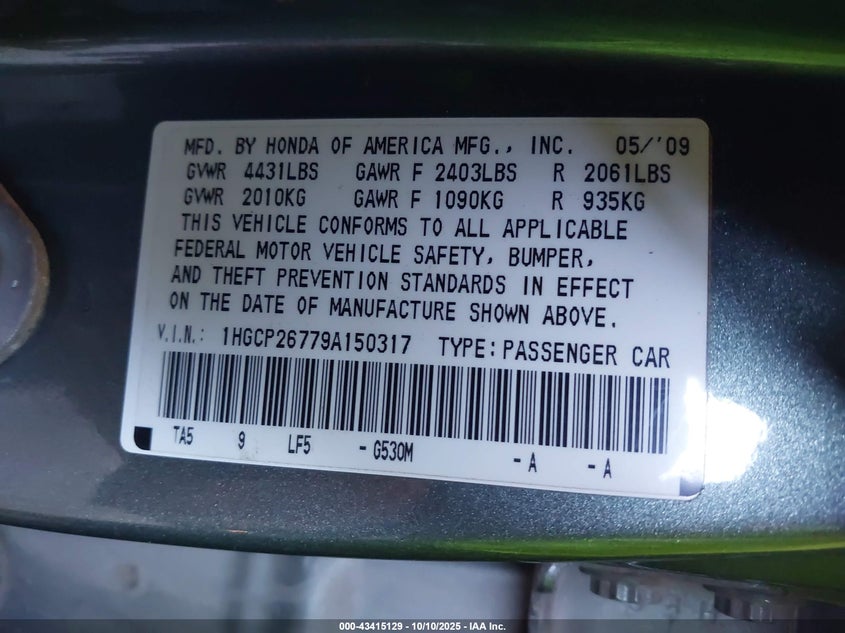 MFD. BY HONDA OF AMERICA MFG., INC. 05/'09
GVWR 4431LBS GAWR F 2403LBS R 2061LBS
GVWR 2010KG GAWR F 1090KG R 935KG
THIS VEHICLE CONFORMS TO ALL APPLICABLE
FEDERAL MOTOR VEHICLE SAFETY, BUMPER,
AND THEFT PREVENTION STANDARDS IN EFFECT
ON THE DATE OF MANUFACTURE SHOWN ABOVE.
V.I.N.: 1HGCP26779A150317 TYPE: PASSENGER CAR
TA5 9 LF5 - G530M - A - A
000-43415129 - 10/10/2025 - IAA Inc.